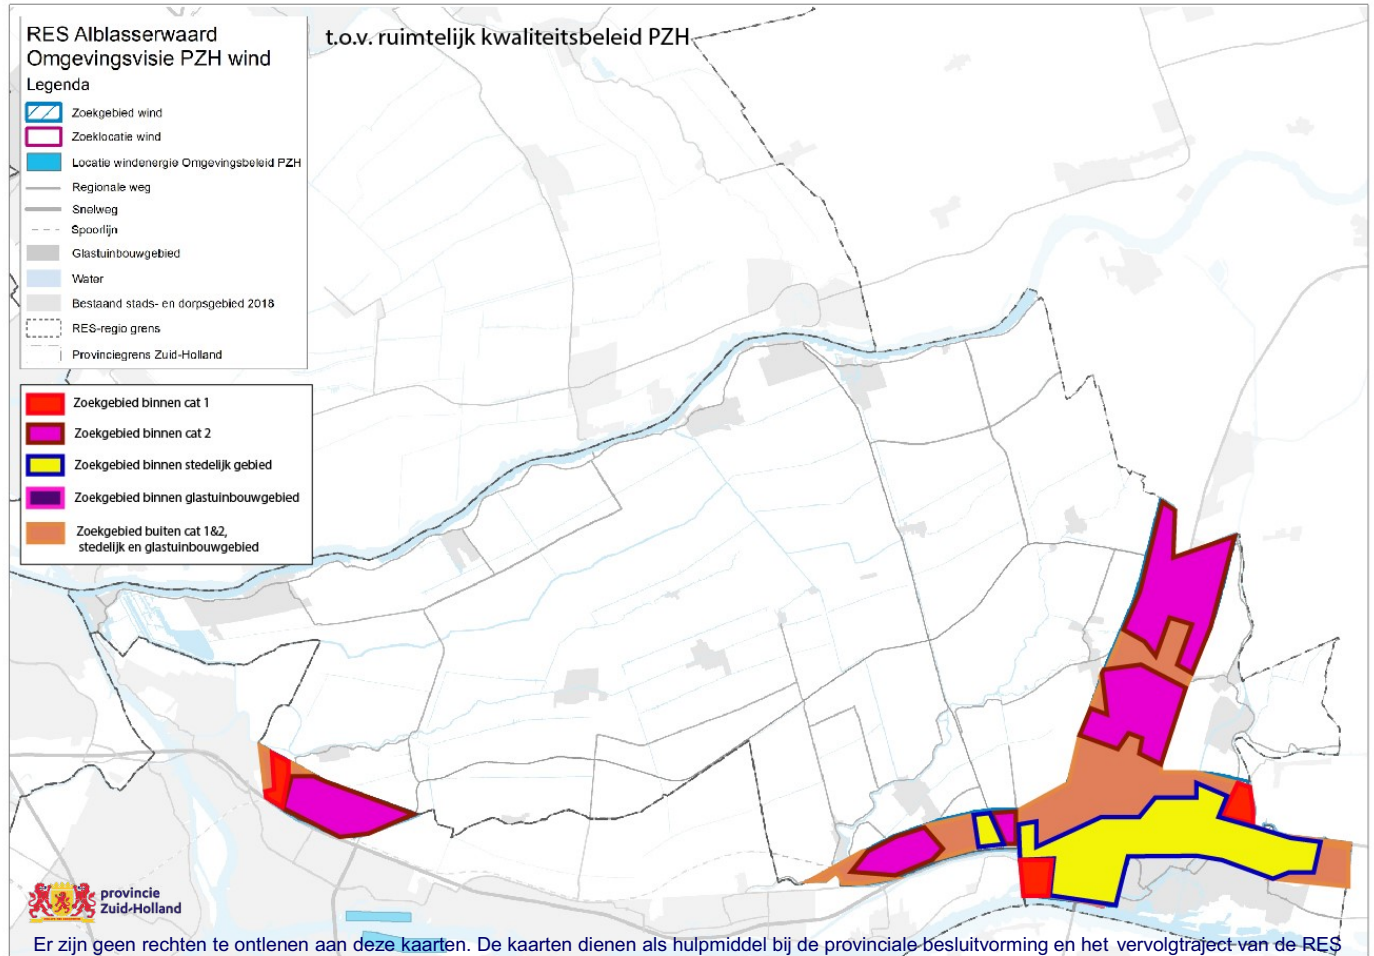 RES Alblasserwaard
Omgevingsvisie PZH wind
t.o.v. ruimtelijk kwaliteitsbeleid PZH
Legenda
Zoekgebied wind
Zoeklocatie wind
Locatie windenergie Omgevingsbeleid PZH
Regionale weg
Snelweg
Spoorlijn
Glastuinbouwgebied
Water
Bestaand stads- en dorpsgebied 2018
RES-regio grens
Provinciegrens Zuid-Holland
Zoekgebied binnen cat 1
Zoekgebied binnen cat 2
Zoekgebied binnen stedelijk gebied
Zoekgebied binnen glastuinbouwgebied
Zoekgebied buiten cat 1&2,
stedelijk en glastuinbouwgebied
provincie
Zuid-Holland
Er zijn geen rechten te ontlenen aan deze kaarten. De kaarten dienen als hulpmiddel bij de provinciale besluitvorming en het vervolgtraject van de RES